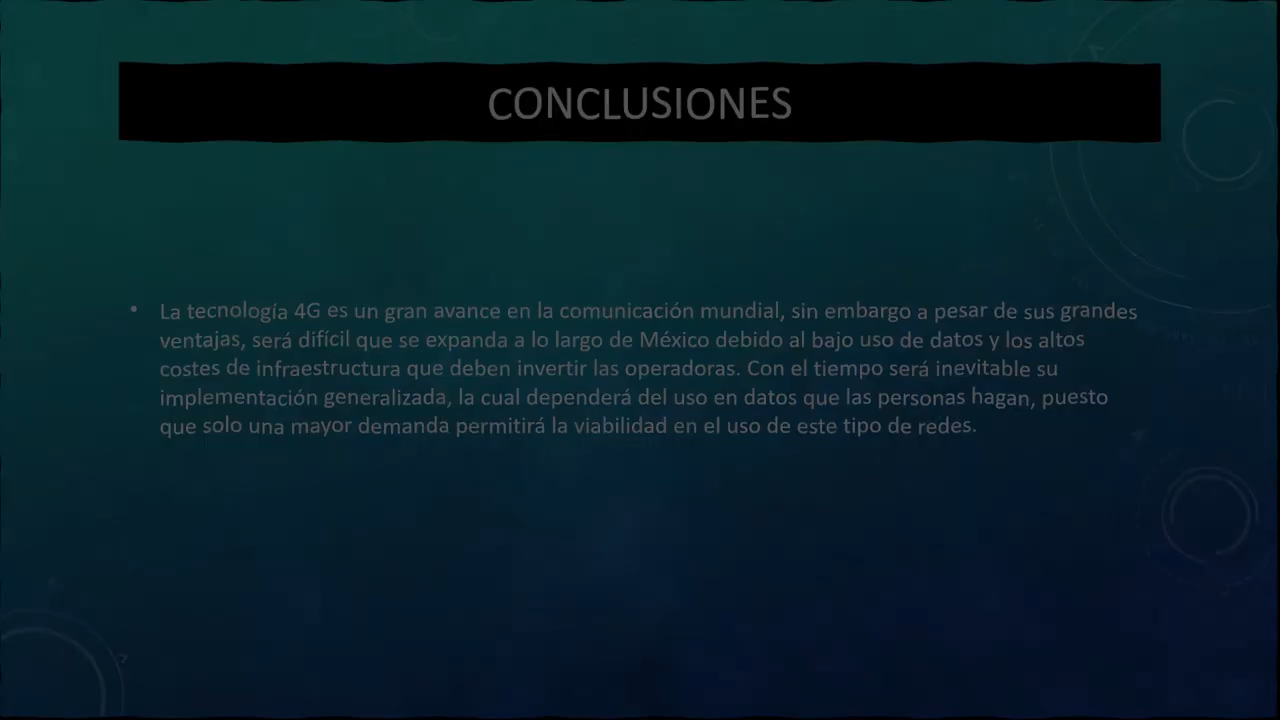 CONCLUSIONES
• La tecnología 4G es un gran avance en la comunicación mundial, sin embargo a pesar de sus grandes
ventajas, será difícil que se expanda a lo largo de México debido al bajo uso de datos y los altos
costes de infraestructura que deben invertir las operadoras. Con el tiempo será inevitable su
implementación generalizada, la cual dependerá del uso en datos que las personas hagan, puesto
que solo una mayor demanda permitirá la viabilidad en el uso de este tipo de redes.